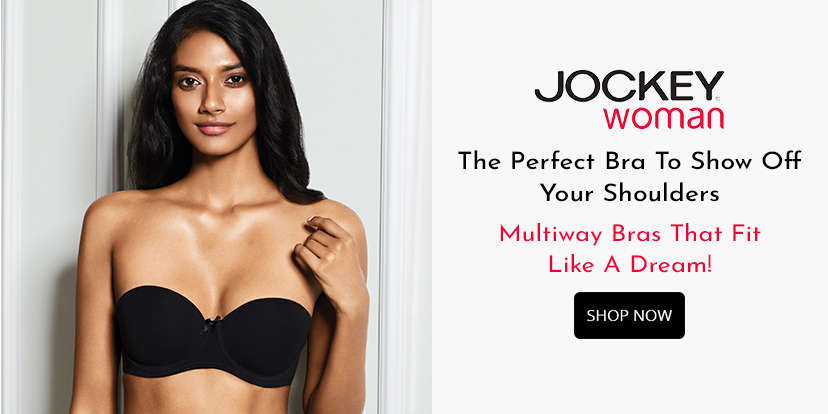 JOCKEY
woman
The Perfect Bra To Show Off
Your Shoulders
Multiway Bras That Fit
Like A Dream!
SHOP NOW